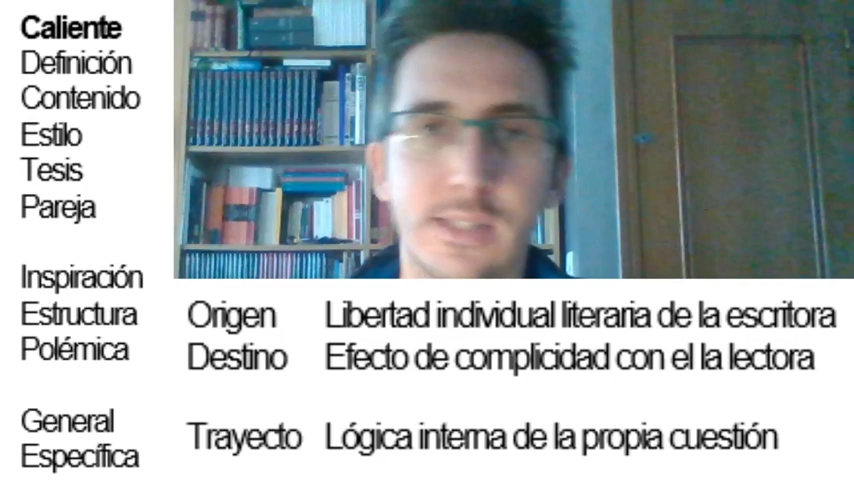 Caliente
Definición
Contenido
Estilo
Tesis
Pareja
Inspiración
Estructura
Polémica
General
Específica
Origen Libertad individual literaria de la escritora
Destino Efecto de complicidad con el la lectora
Trayecto Lógica interna de la propia cuestión